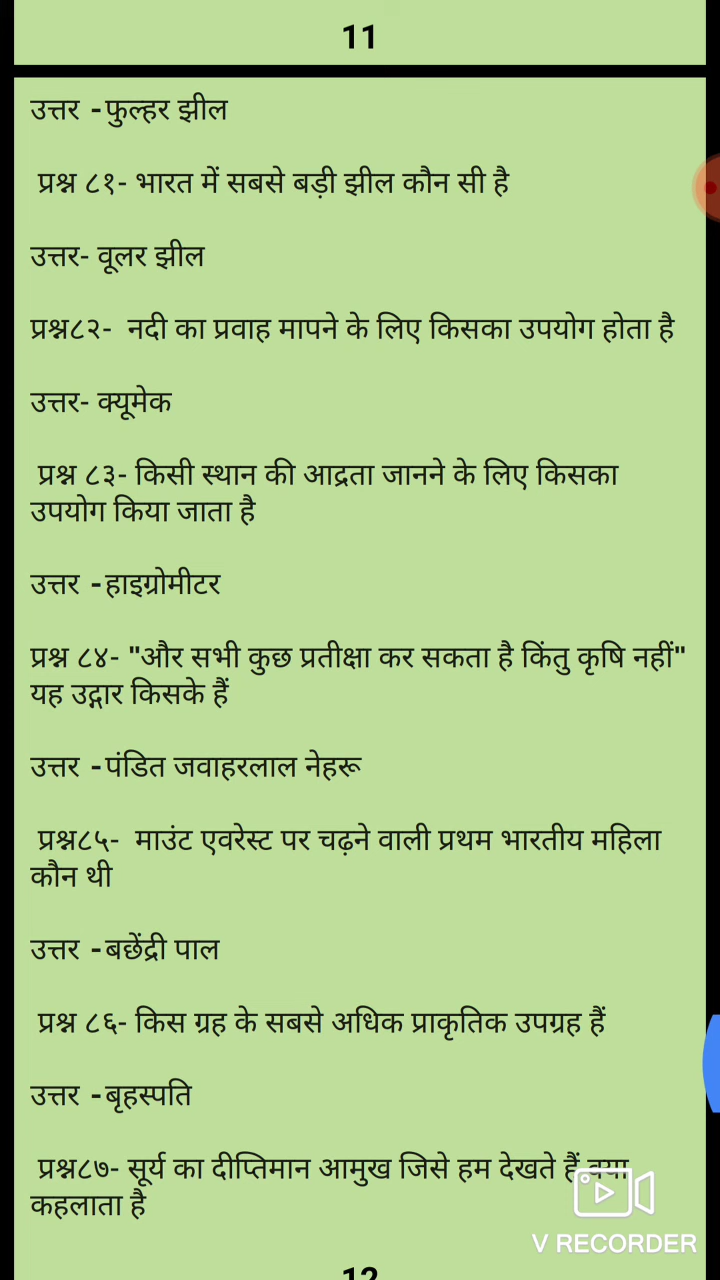 11
उत्तर -फुल्हर झील
प्रश्न ८१- भारत में सबसे बड़ी झील कौन सी है
उत्तर- वूलर झील
प्रश्न८२- नदी का प्रवाह मापने के लिए किसका उपयोग होता है
उत्तर- क्यूमेक
प्रश्न ८३- किसी स्थान की आद्रता जानने के लिए किसका
उपयोग किया जाता है
उत्तर -हाइग्रोमीटर
प्रश्न ८४- "और सभी कुछ प्रतीक्षा कर सकता है किंतु कृषि नहीं"
यह उद्गार किसके हैं
उत्तर -पंडित जवाहरलाल नेहरू
प्रश्न८५- माउंट एवरेस्ट पर चढ़ने वाली प्रथम भारतीय महिला
कौन थी
उत्तर -बछेंद्री पाल
प्रश्न ८६- किस ग्रह के सबसे अधिक प्राकृतिक उपग्रह हैं
उत्तर -बृहस्पति
प्रश्न८७- सूर्य का दीप्तिमान आमुख जिसे हम देखते हैं क्या
कहलाता है
V RECORDER
12